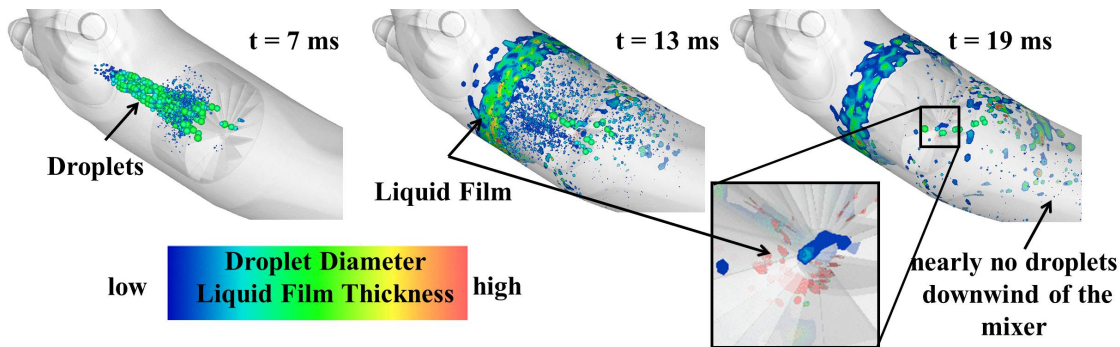 t = 7 ms
t = 13 ms
t = 19 ms
Droplets
Liquid Film
low
Droplet Diameter
Liquid Film Thickness
high
nearly no droplets
downwind of the
mixer